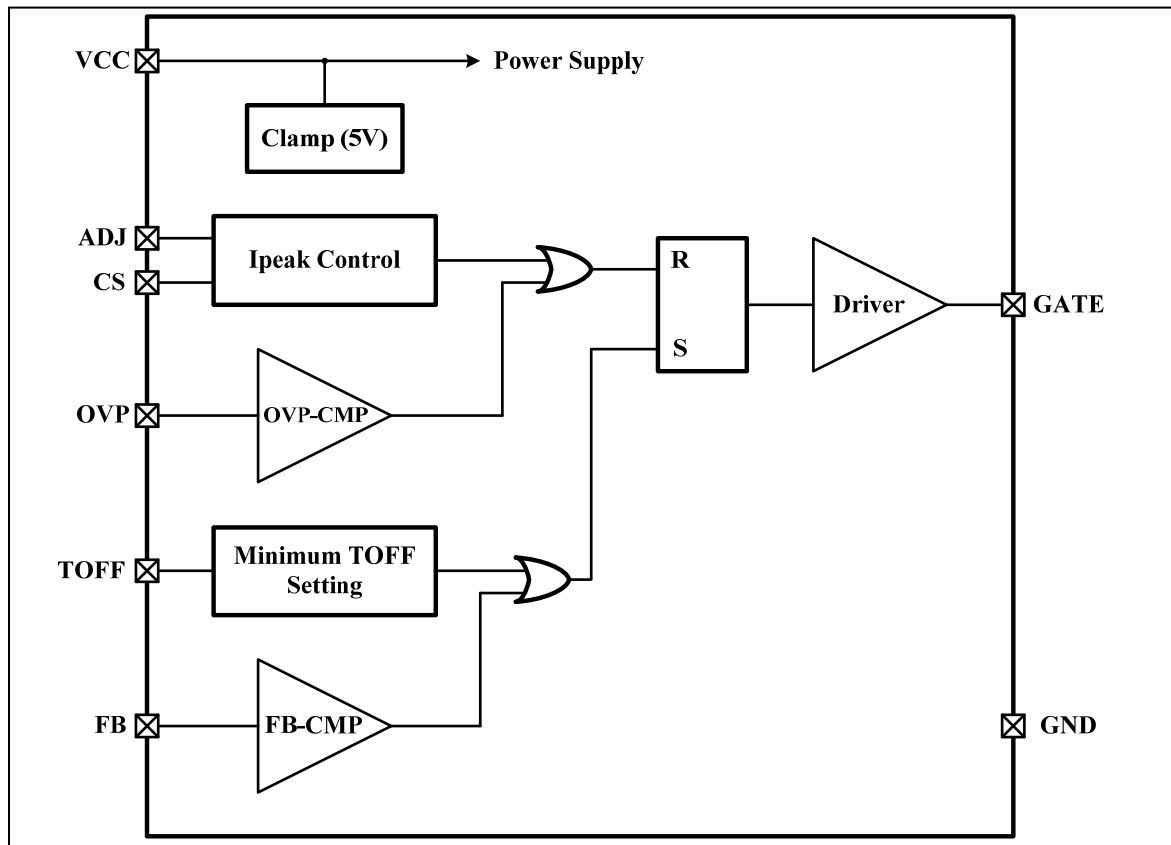 VCC
Power Supply
Clamp (5V)
ADJ
CS
Ipeak Control
R
S
Driver
GATE
OVP
OVP-CMP
TOFF
Minimum TOFF
Setting
FB
FB-CMP
GND